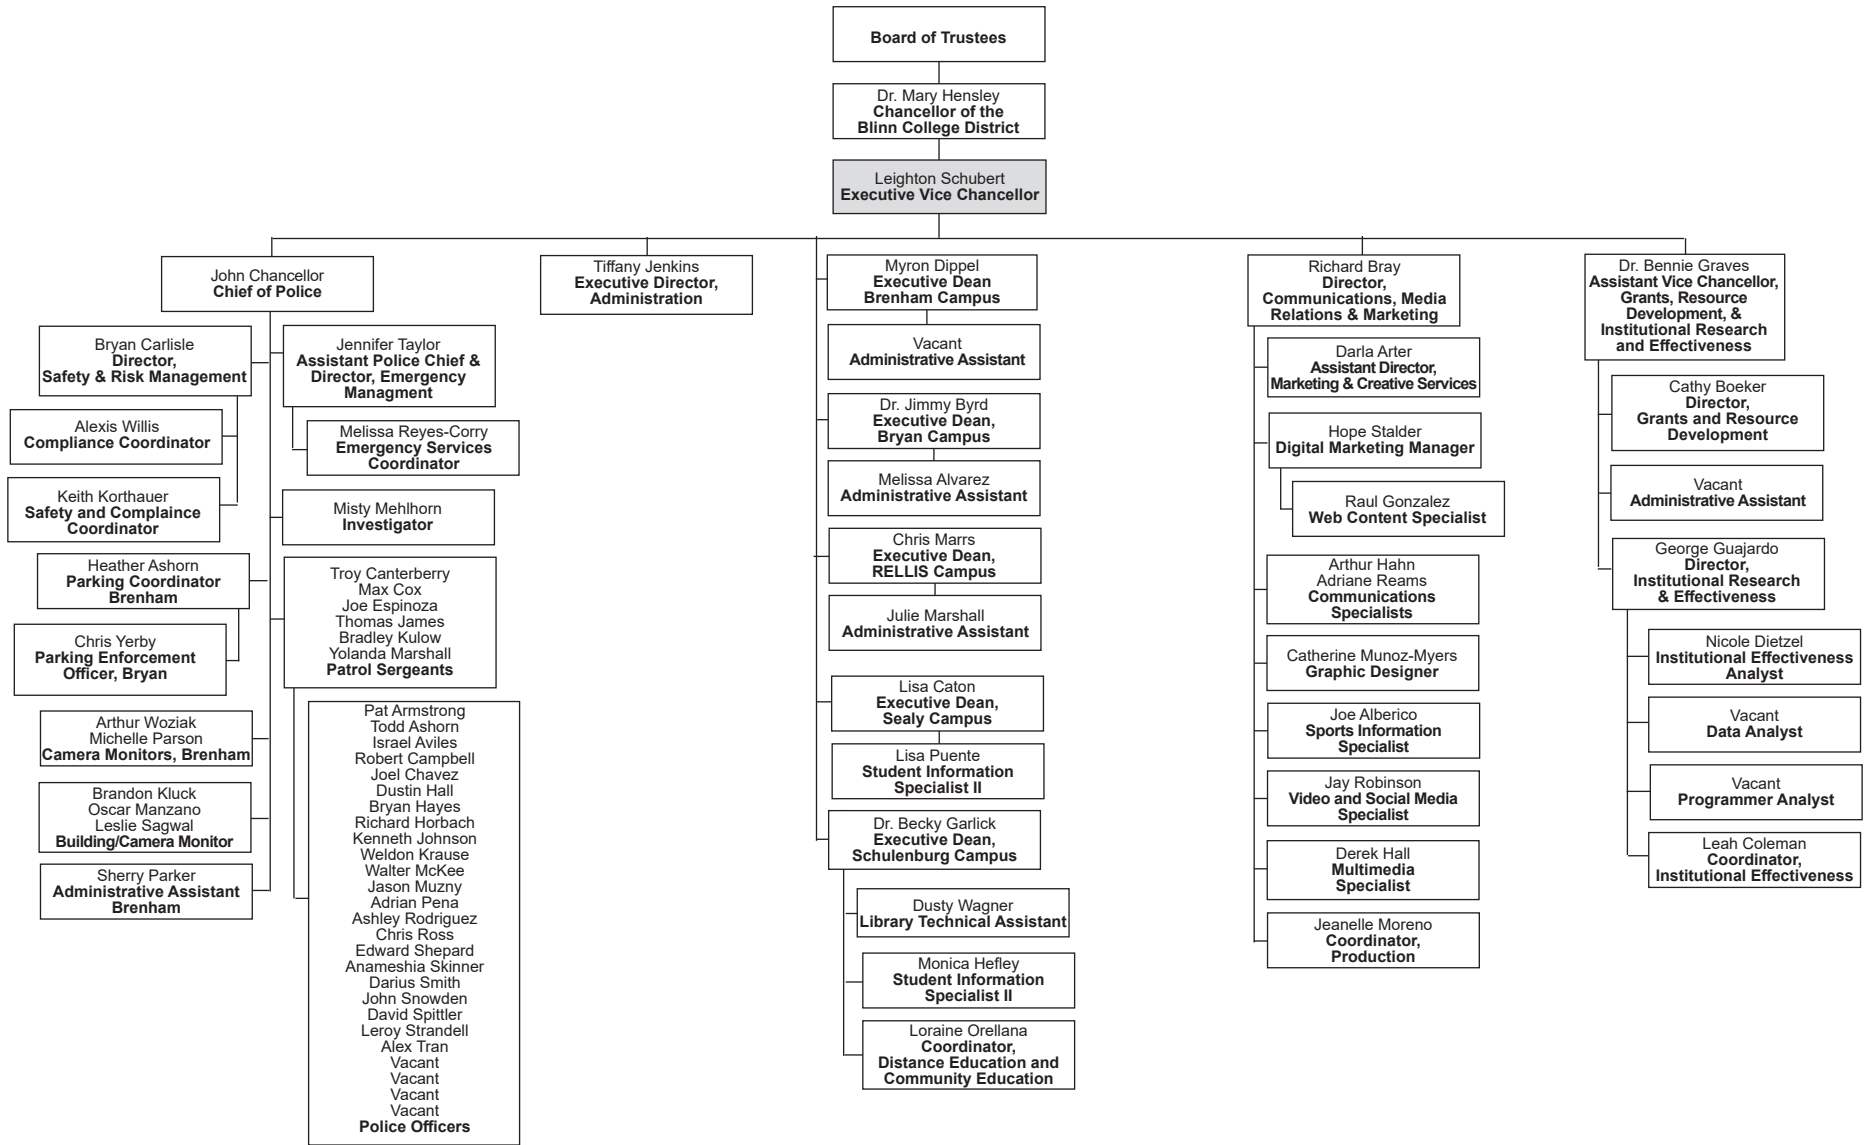 Board of Trustees
Dr. Mary Hensley
Chancellor of the
Blinn College District
Leighton Schubert
Executive Vice Chancellor
John Chancellor
Chief of Police
Bryan Carlisle
Director,
Safety & Risk Management
Alexis Willis
Compliance Coordinator
Keith Korthauer
Safety and Complaince
Coordinator
Heather Ashorn
Parking Coordinator
Brenham
Chris Yerby
Parking Enforcement
Officer, Bryan
Arthur Woziak
Michelle Parson
Camera Monitors, Brenham
Brandon Kluck
Oscar Manzano
Leslie Sagwal
Building/Camera Monitor
Sherry Parker
Administrative Assistant
Brenham
Jennifer Taylor
Assistant Police Chief &
Director, Emergency
Managment
Melissa Reyes-Corry
Emergency Services
Coordinator
Misty Mehlhorn
Investigator
Troy Canterberry
Max Cox
Joe Espinoza
Thomas James
Bradley Kulow
Yolanda Marshall
Patrol Sergeants
Pat Armstrong
Todd Ashorn
Israel Aviles
Robert Campbell
Joel Chavez
Dustin Hall
Bryan Hayes
Richard Horbach
Kenneth Johnson
Weldon Krause
Walter McKee
Jason Muzny
Adrian Pena
Ashley Rodriguez
Chris Ross
Edward Shepard
Anameshia Skinner
Darius Smith
John Snowden
David Spittler
Leroy Strandell
Alex Tran
Vacant
Vacant
Vacant
Vacant
Police Officers
Tiffany Jenkins
Executive Director,
Administration
Myron Dippel
Executive Dean
Brenham Campus
Vacant
Administrative Assistant
Dr. Jimmy Byrd
Executive Dean,
Bryan Campus
Melissa Alvarez
Administrative Assistant
Chris Marrs
Executive Dean,
RELLIS Campus
Julie Marshall
Administrative Assistant
Lisa Caton
Executive Dean,
Sealy Campus
Lisa Puente
Student Information
Specialist II
Dr. Becky Garlick
Executive Dean,
Schulenburg Campus
Dusty Wagner
Library Technical Assistant
Monica Hefley
Student Information
Specialist II
Loraine Orellana
Coordinator,
Distance Education and
Community Education
Richard Bray
Director,
Communications, Media
Relations & Marketing
Darla Arter
Assistant Director,
Marketing & Creative Services
Hope Stalder
Digital Marketing Manager
Raul Gonzalez
Web Content Specialist
Arthur Hahn
Adriane Reams
Communications
Specialists
Catherine Munoz-Myers
Graphic Designer
Joe Alberico
Sports Information
Specialist
Jay Robinson
Video and Social Media
Specialist
Derek Hall
Multimedia
Specialist
Jeanelle Moreno
Coordinator,
Production
Dr. Bennie Graves
Assistant Vice Chancellor,
Grants, Resource
Development, &
Institutional Research
and Effectiveness
Cathy Boeker
Director,
Grants and Resource
Development
Vacant
Administrative Assistant
George Guajardo
Director,
Institutional Research
& Effectiveness
Nicole Dietzel
Institutional Effectiveness
Analyst
Vacant
Data Analyst
Vacant
Programmer Analyst
Leah Coleman
Coordinator,
Institutional Effectiveness